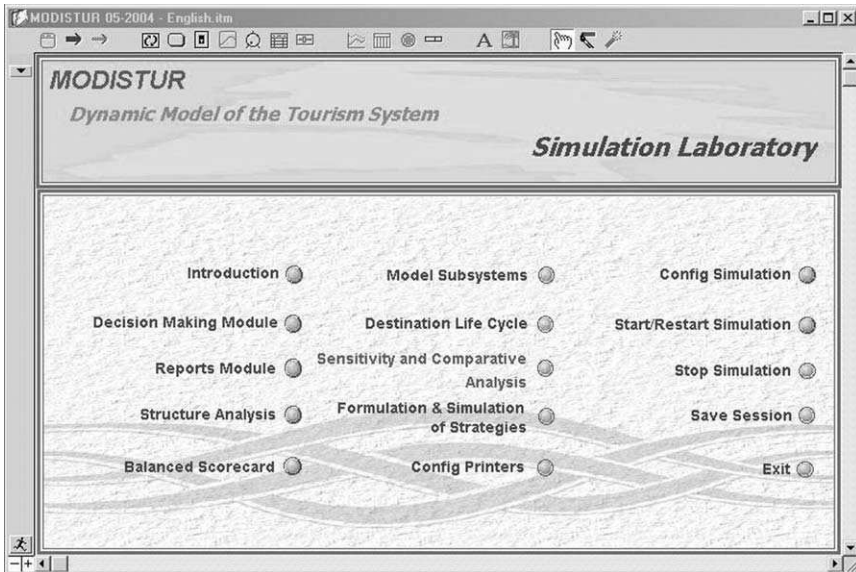 MODISTUR 05-2004 - English.itm
A
MODISTUR
Dynamic Model of the Tourism System
Simulation Laboratory
Introduction
Model Subsystems
Config Simulation
Decision Making Module
Destination Life Cycle
Start/Restart Simulation
Reports Module
Sensitivity and Comparative
Analysis
Stop Simulation
Structure Analysis
Formulation & Simulation
of Strategies
Save Session
Balanced Scorecard
Config Printers
Exit